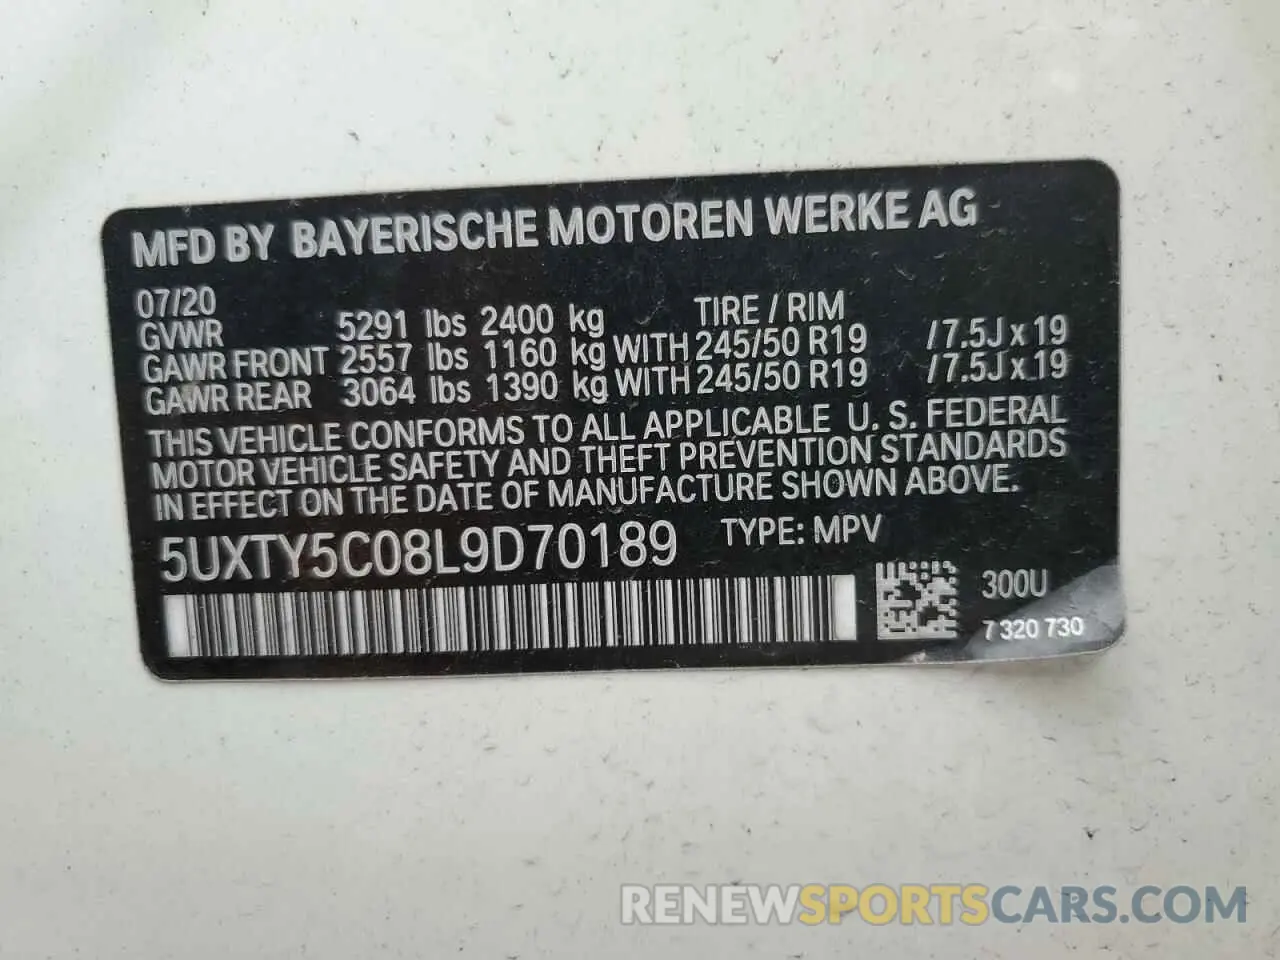 MFD BY BAYERISCHE MOTOREN WERKE AG
07/20 TIRE / RIM
GVWR 5291 lbs 2400 kg
GAWR FRONT 2557 lbs 1160 kg WITH 245/50 R19 /7.5J x 19
GAWR REAR 3064 lbs 1390 kg WITH 245/50 R19 /7.5J x 19
THIS VEHICLE CONFORMS TO ALL APPLICABLE U. S. FEDERAL
MOTOR VEHICLE SAFETY AND THEFT PREVENTION STANDARDS
IN EFFECT ON THE DATE OF MANUFACTURE SHOWN ABOVE.
5UXTY5C08L9D70189 TYPE: MPV
300U
7 320 730
RENEWSPORTSCARS.COM